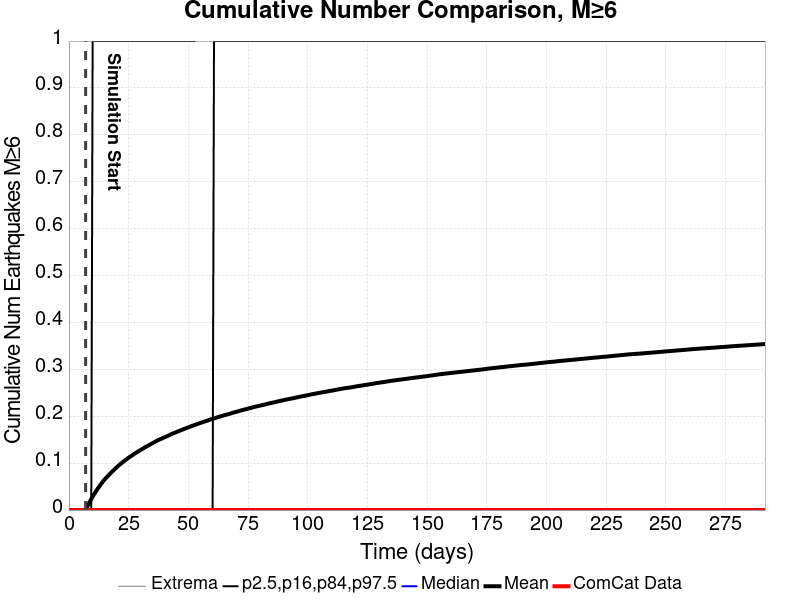 Cumulative Number Comparison, M≥6
Cumulative Num Earthquakes M≥6
1
0.9
0.8
0.7
0.6
0.5
0.4
0.3
0.2
0.1
0
Simulation Start
0 25 50 75 100 125 150 175 200 225 250 275
Time (days)
Extrema p2.5,p16,p84,p97.5 Median Mean ComCat Data